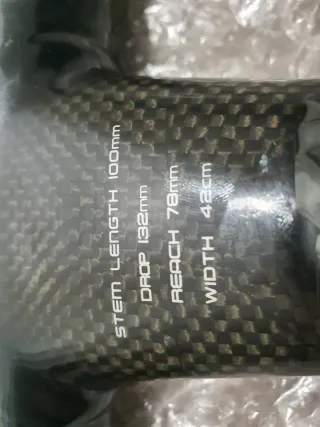 STEM LENGTH 100mm
DROP 132mm
REACH 78mm
WIDTH 42cm